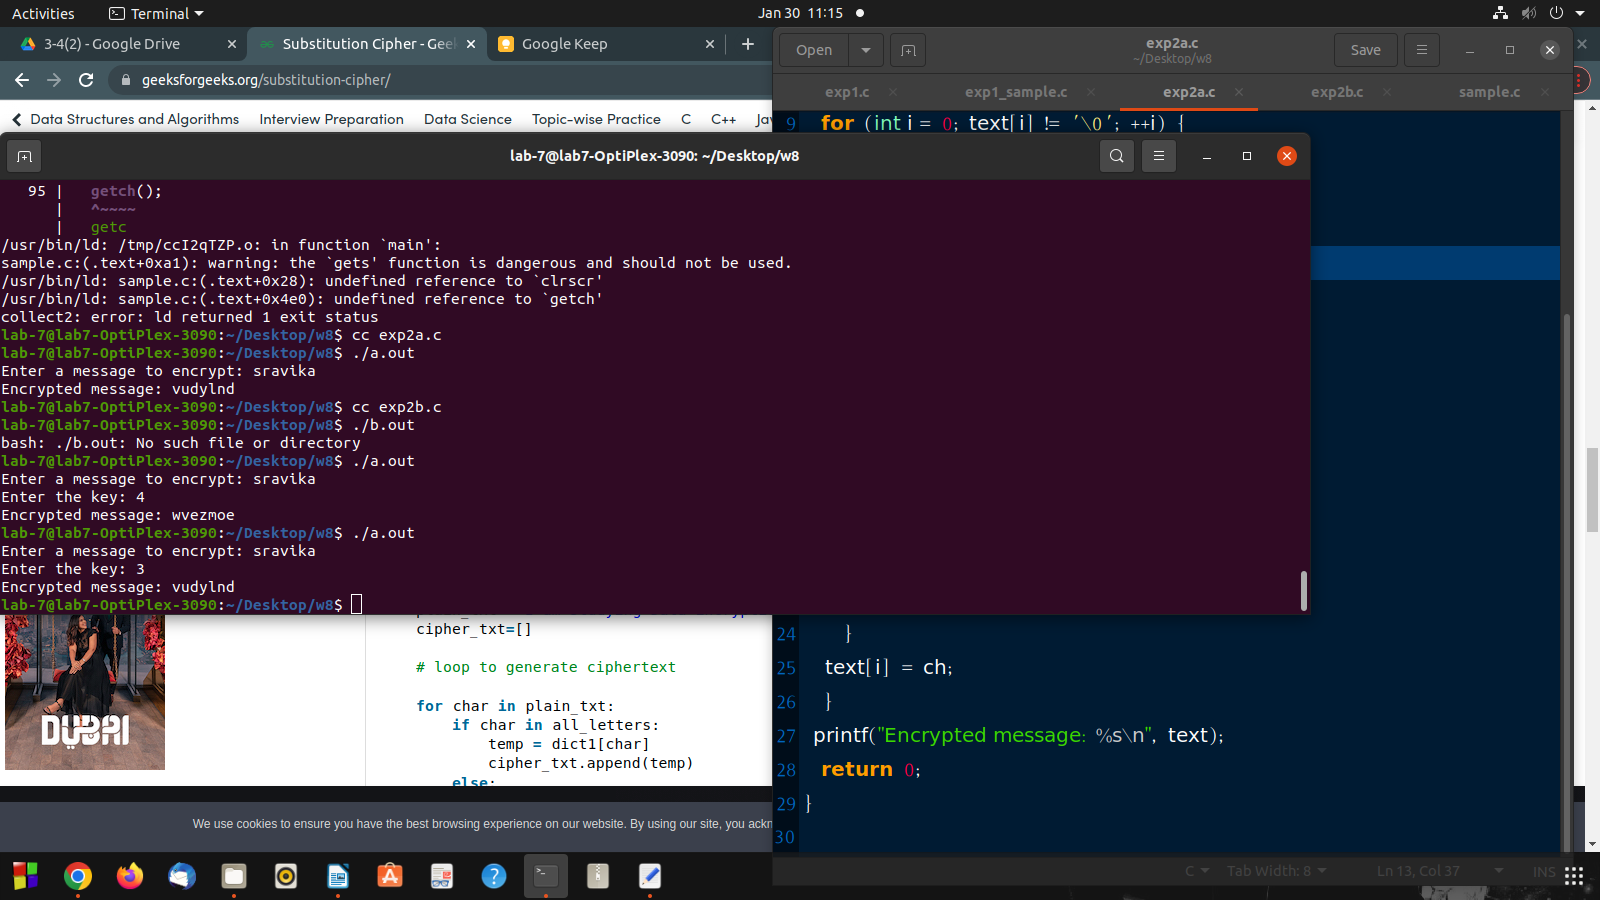 Activities
Terminal
Jan 30 11:15
3-4(2) - Google Drive
Substitution Cipher - Geek
Google Keep
geeksforgeeks.org/substitution-cipher/
Data Structures and Algorithms Interview Preparation Data Science Topic-wise Practice C C++ Jav
Open
exp2a.c
~/Desktop/w8
Save
exp1.c exp1_sample.c exp2a.c exp2b.c sample.c
9 for (int i = 0; text[i] != '\0'; ++i) {
lab-7@lab7-OptiPlex-3090: ~/Desktop/w8
95 | getch();
| ^~~~~
| getc
/usr/bin/ld: /tmp/ccI2qTZP.o: in function `main':
sample.c:(.text+0xa1): warning: the `gets' function is dangerous and should not be used.
/usr/bin/ld: sample.c:(.text+0x28): undefined reference to `clrscr'
/usr/bin/ld: sample.c:(.text+0x4e0): undefined reference to `getch'
collect2: error: ld returned 1 exit status
lab-7@lab7-OptiPlex-3090:~/Desktop/w8$ cc exp2a.c
lab-7@lab7-OptiPlex-3090:~/Desktop/w8$ ./a.out
Enter a message to encrypt: sravika
Encrypted message: vudylnd
lab-7@lab7-OptiPlex-3090:~/Desktop/w8$ cc exp2b.c
lab-7@lab7-OptiPlex-3090:~/Desktop/w8$ ./b.out
bash: ./b.out: No such file or directory
lab-7@lab7-OptiPlex-3090:~/Desktop/w8$ ./a.out
Enter a message to encrypt: sravika
Enter the key: 4
Encrypted message: wvezmoe
lab-7@lab7-OptiPlex-3090:~/Desktop/w8$ ./a.out
Enter a message to encrypt: sravika
Enter the key: 3
Encrypted message: vudylnd
lab-7@lab7-OptiPlex-3090:~/Desktop/w8$
DUBAI
cipher_txt=[]
# loop to generate ciphertext
for char in plain_txt:
if char in all_letters:
temp = dict1[char]
cipher_txt.append(temp)
else:
24 }
25 text[i] = ch;
26 }
27 printf("Encrypted message: %s\n", text);
28 return 0;
29 }
30
We use cookies to ensure you have the best browsing experience on our website. By using our site, you ackn
C Tab Width: 8 Ln 13, Col 37 INS